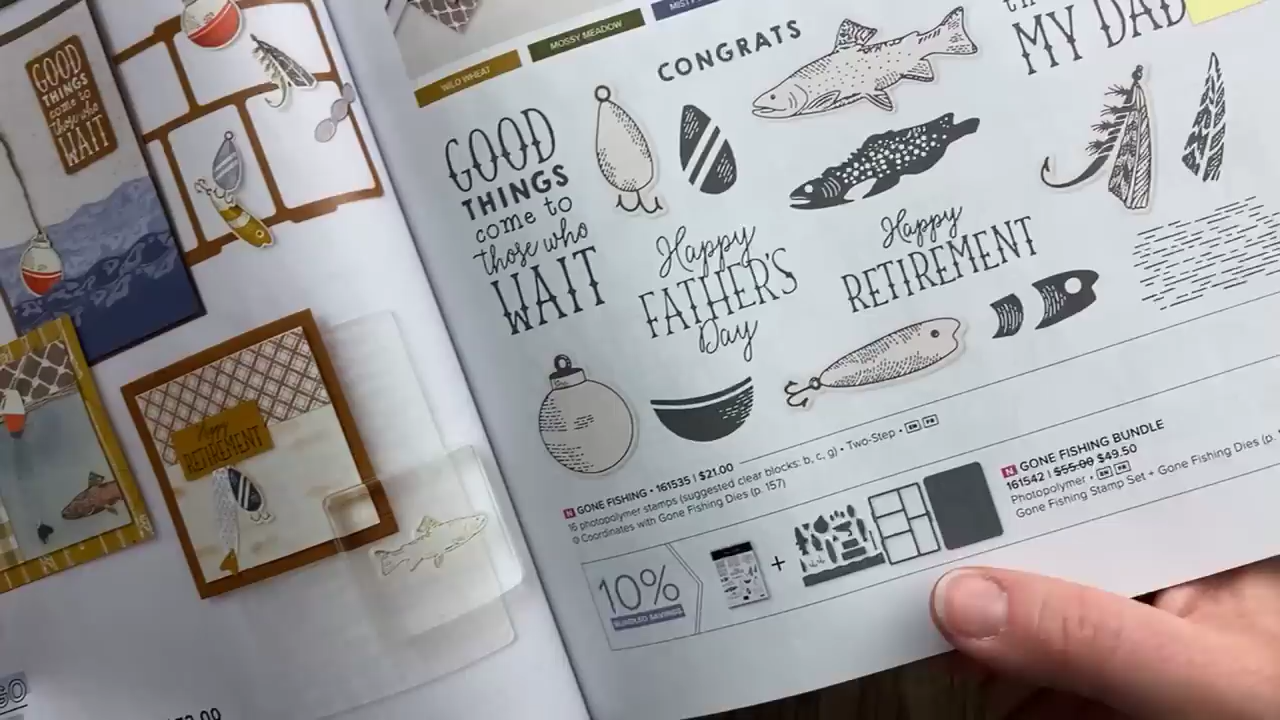 GOOD
THINGS
come to
those who
WAIT
Happy
RETIREMENT
WILD WHEAT
MOSSY MEADOW
CONGRATS
MY DAD
GOOD
THINGS
come to
those who
WAIT
Happy
FATHER'S
Day
Happy
RETIREMENT
N GONE FISHING • 161535 | $21.00
16 photopolymer stamps (suggested clear blocks: b, c, g) • Two-Step •
Coordinates with Gone Fishing Dies (p. 157)
10%
BUNDLED SAVINGS
+
N GONE FISHING BUNDLE
161542 | $55.00 $49.50
Photopolymer •
Gone Fishing Stamp Set + Gone Fishing Dies (p.